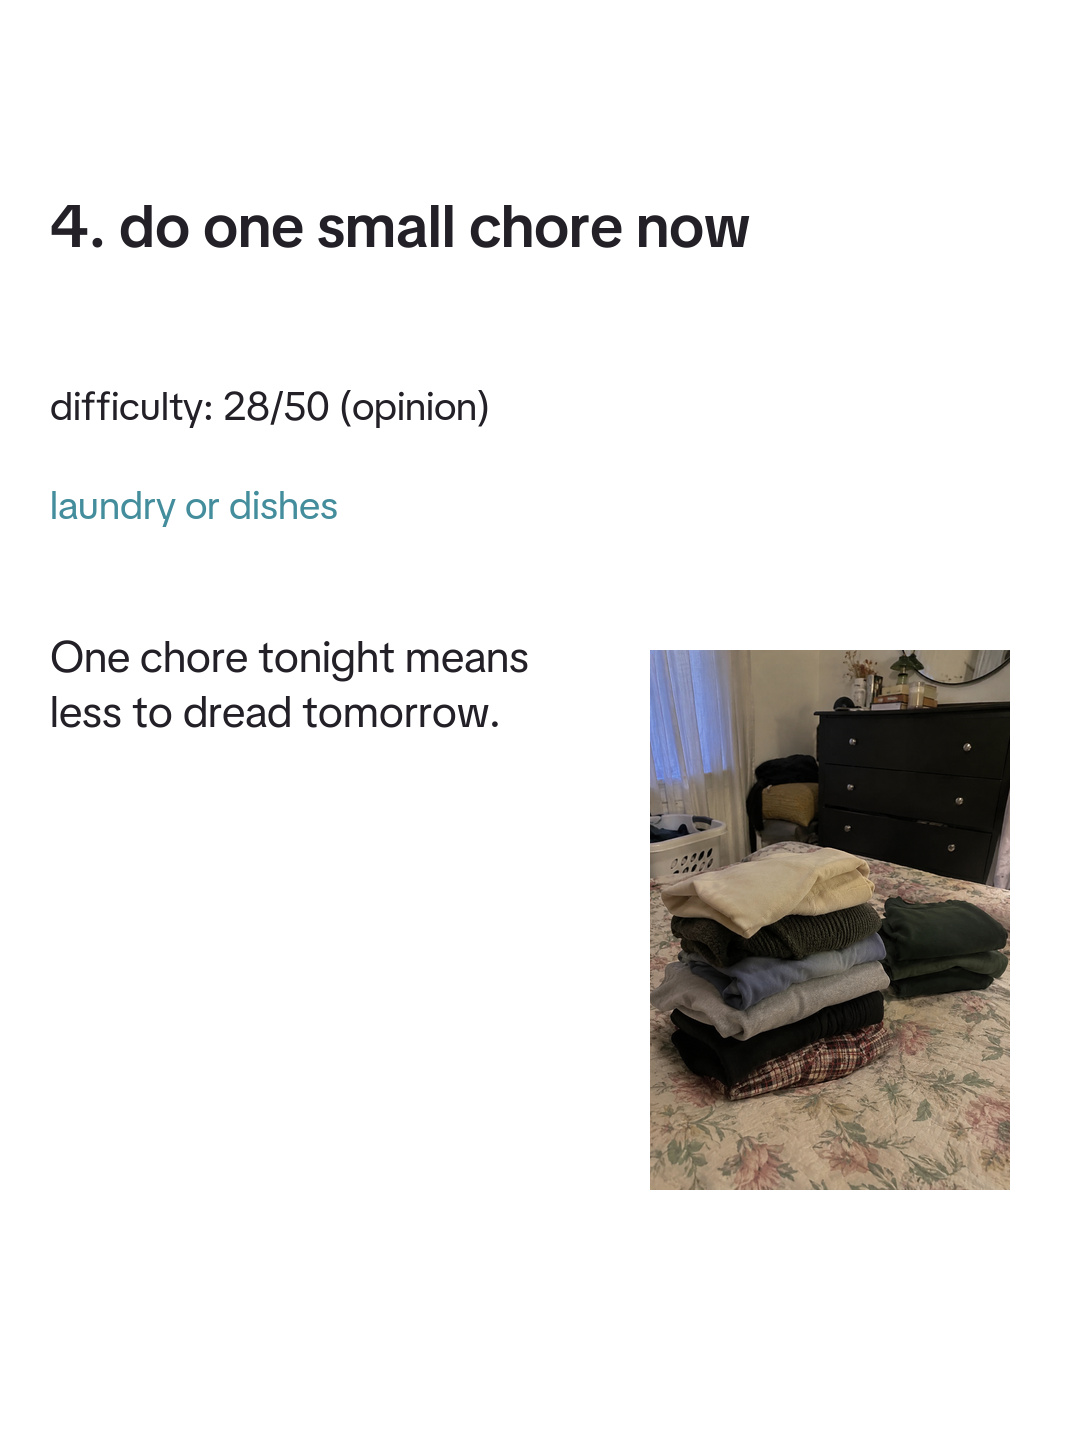 4. do one small chore now
difficulty: 28/50 (opinion)
laundry or dishes
One chore tonight means
less to dread tomorrow.